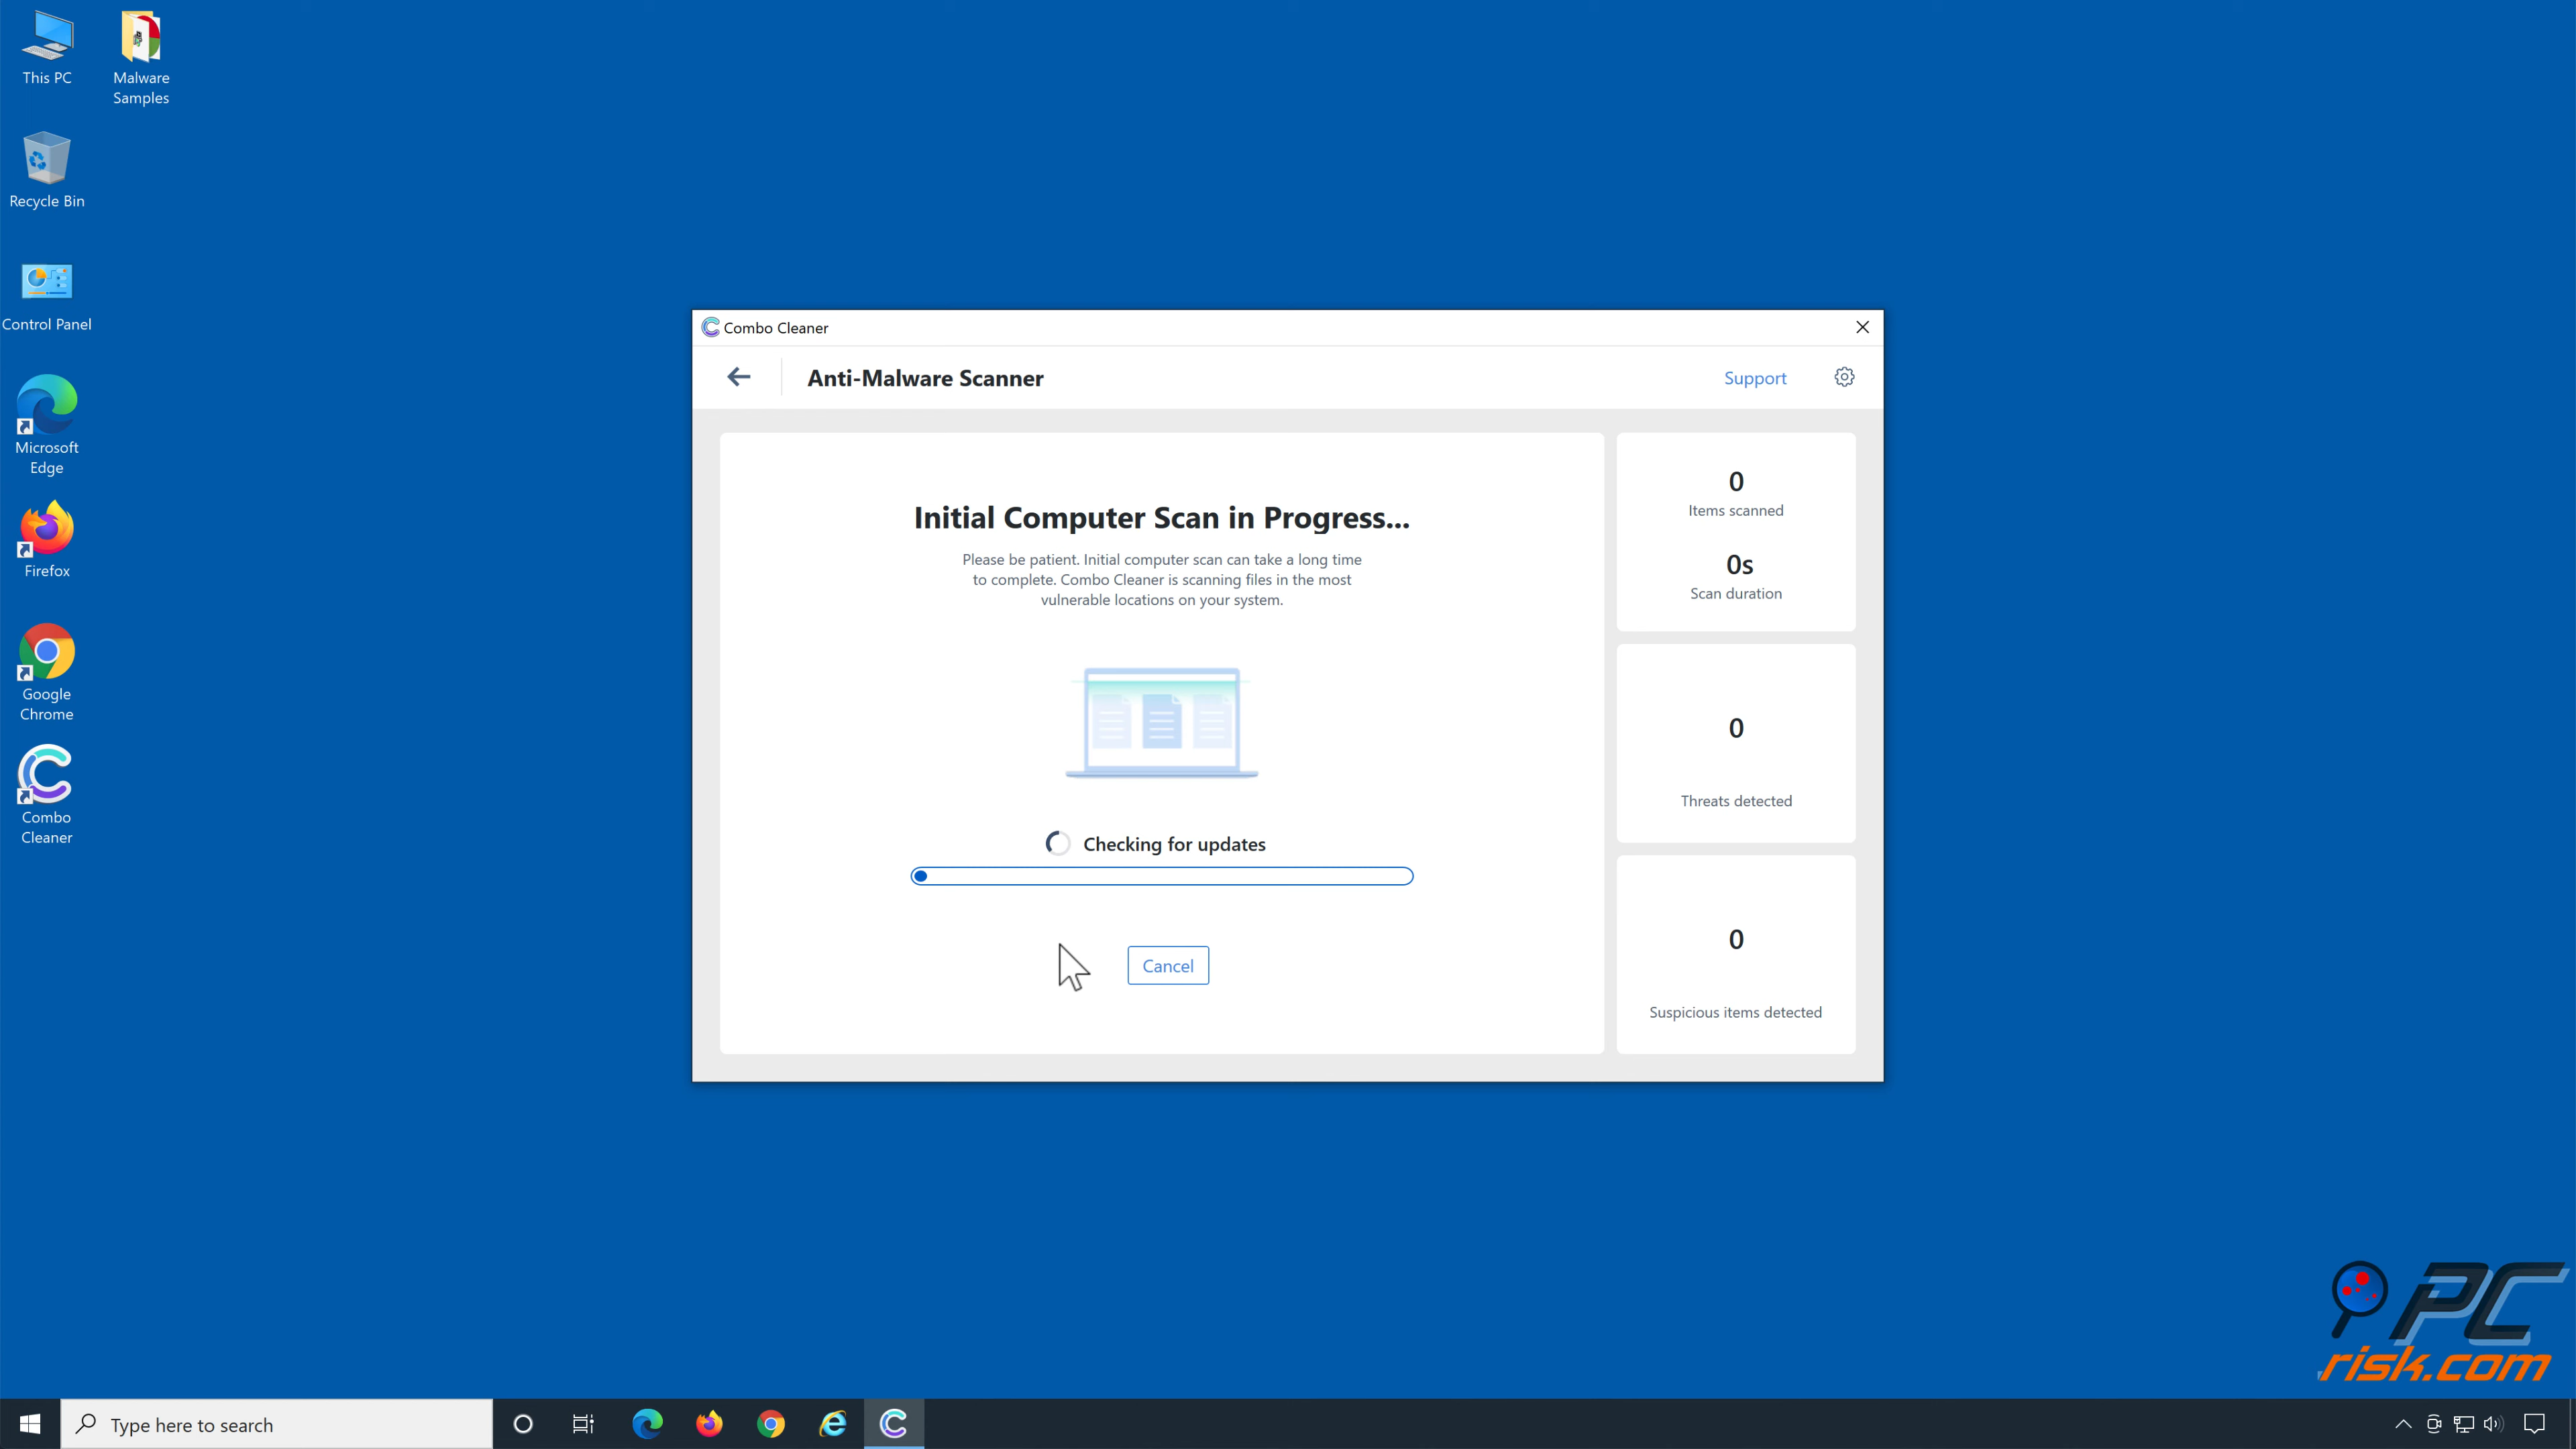 This PC
Malware
Samples
Recycle Bin
Control Panel
Microsoft
Edge
Firefox
Google
Chrome
Combo
Cleaner
Combo Cleaner
Anti-Malware Scanner
Support
Initial Computer Scan in Progress...
Please be patient. Initial computer scan can take a long time
to complete. Combo Cleaner is scanning files in the most
vulnerable locations on your system.
Checking for updates
Cancel
0
Items scanned
0s
Scan duration
0
Threats detected
0
Suspicious items detected
PC
risk.com
Type here to search